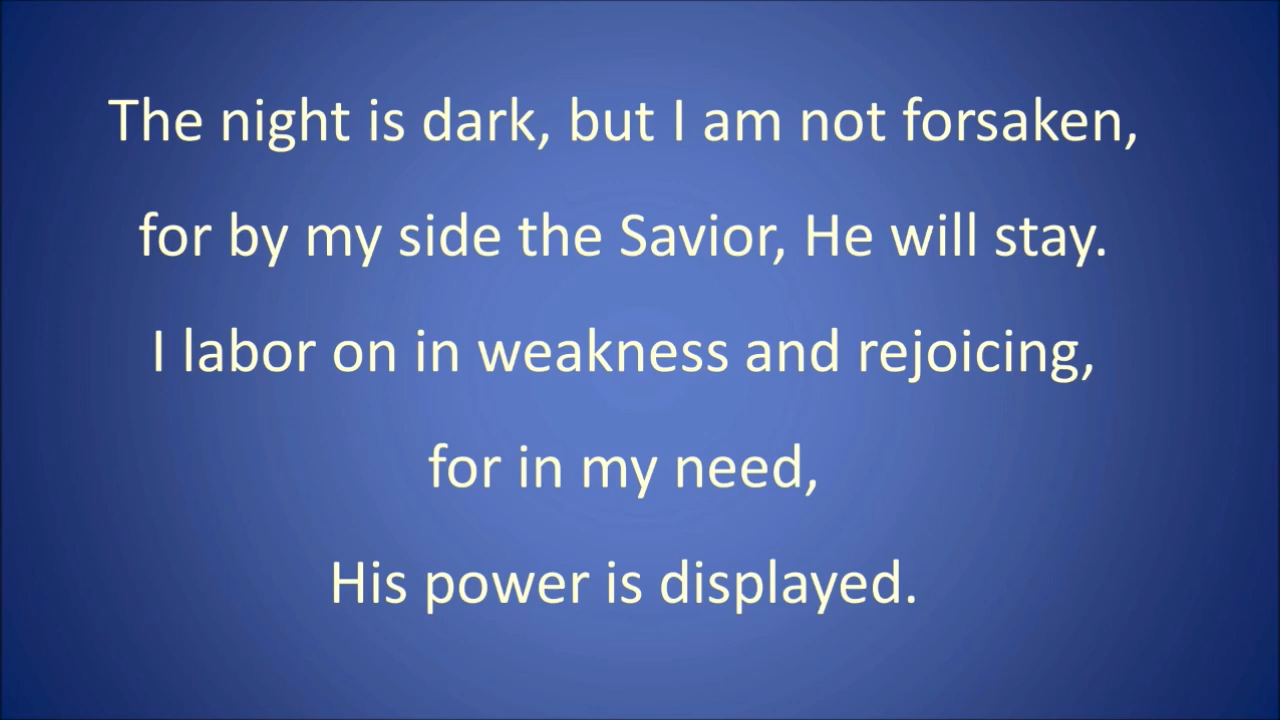 The night is dark, but I am not forsaken,
for by my side the Savior, He will stay.
I labor on in weakness and rejoicing,
for in my need,
His power is displayed.